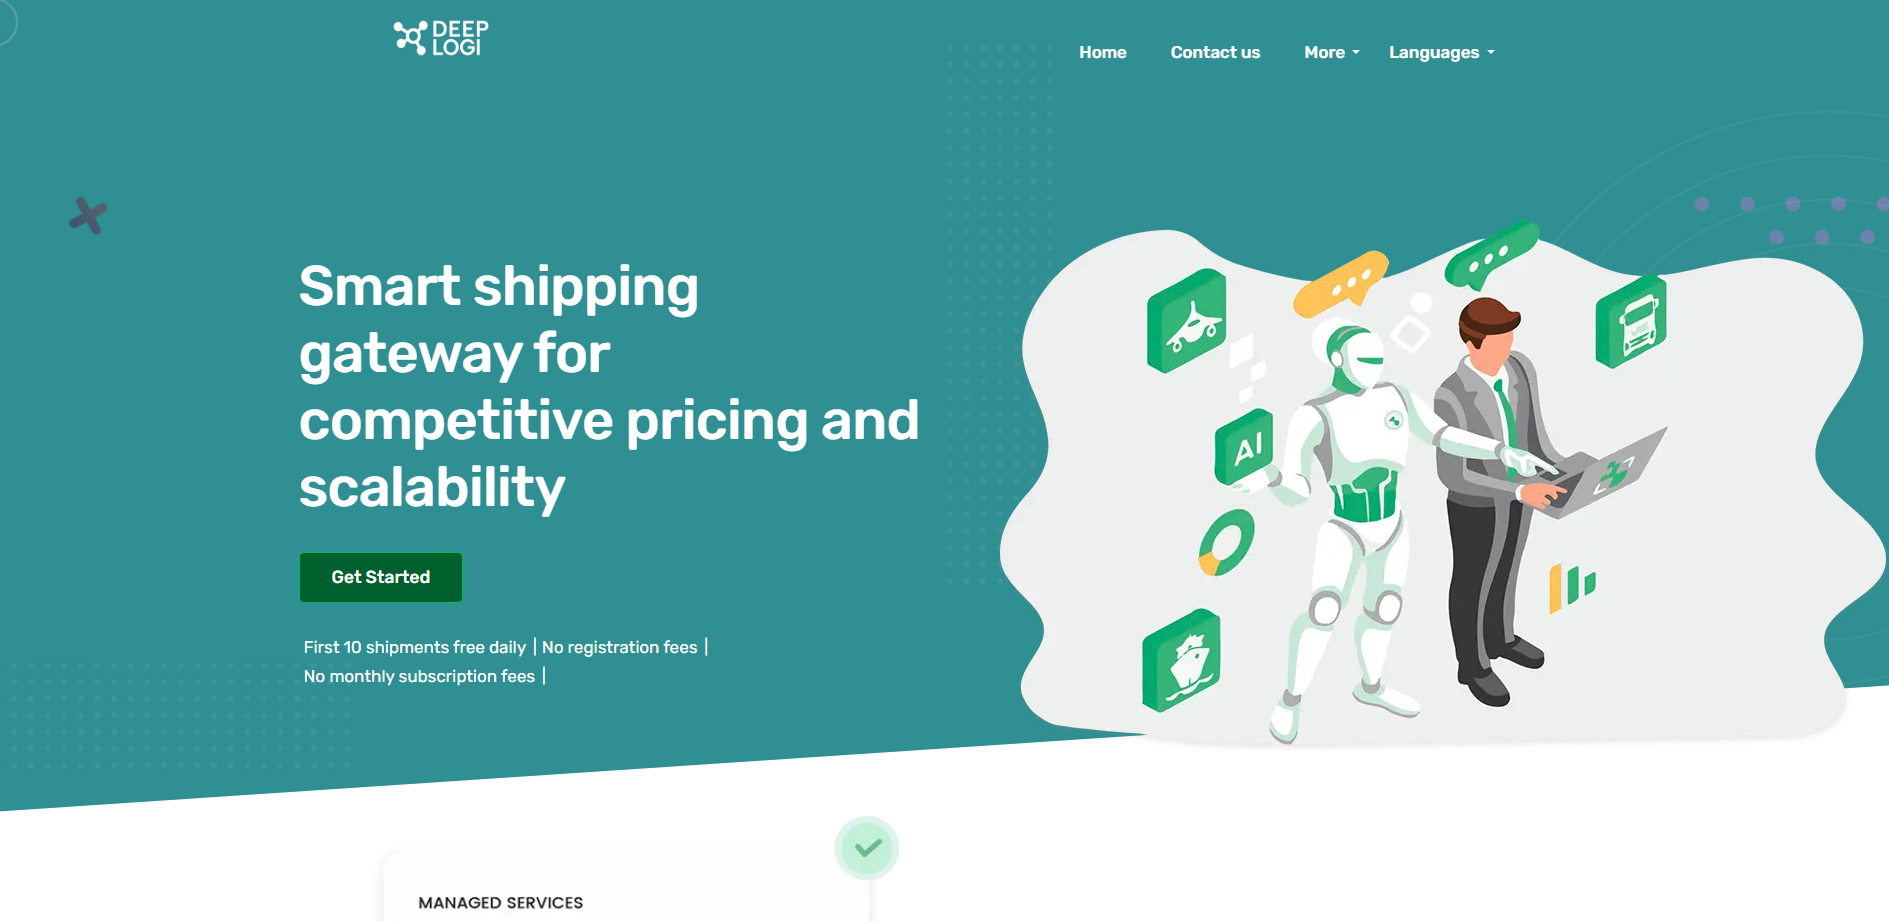 DEEP
LOGI
Home
Contact us
More
Languages
Smart shipping
gateway for
competitive pricing and
scalability
AI
Get Started
First 10 shipments free daily | No registration fees |
No monthly subscription fees |
MANAGED SERVICES